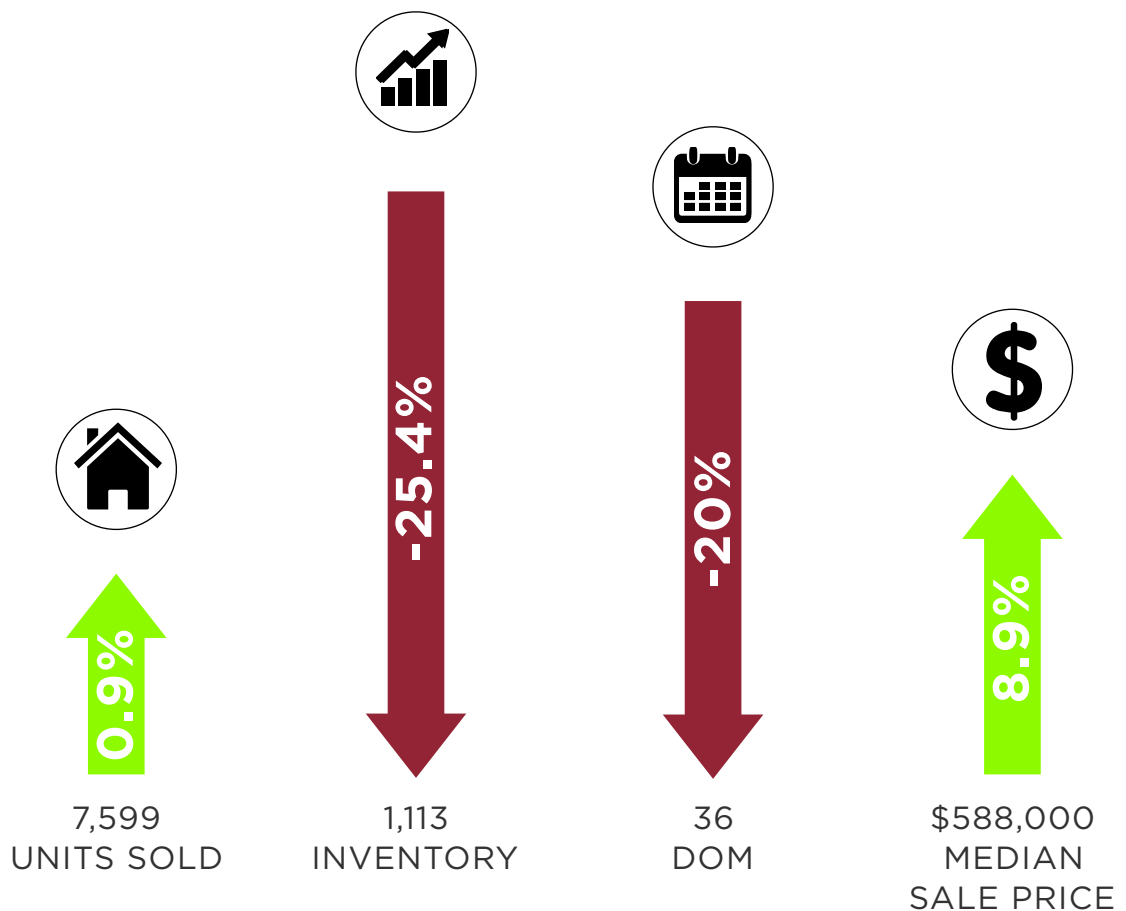 0.9%
7,599
UNITS SOLD
-25.4%
1,113
INVENTORY
-20%
36
DOM
$
8.9%
$588,000
MEDIAN
SALE PRICE